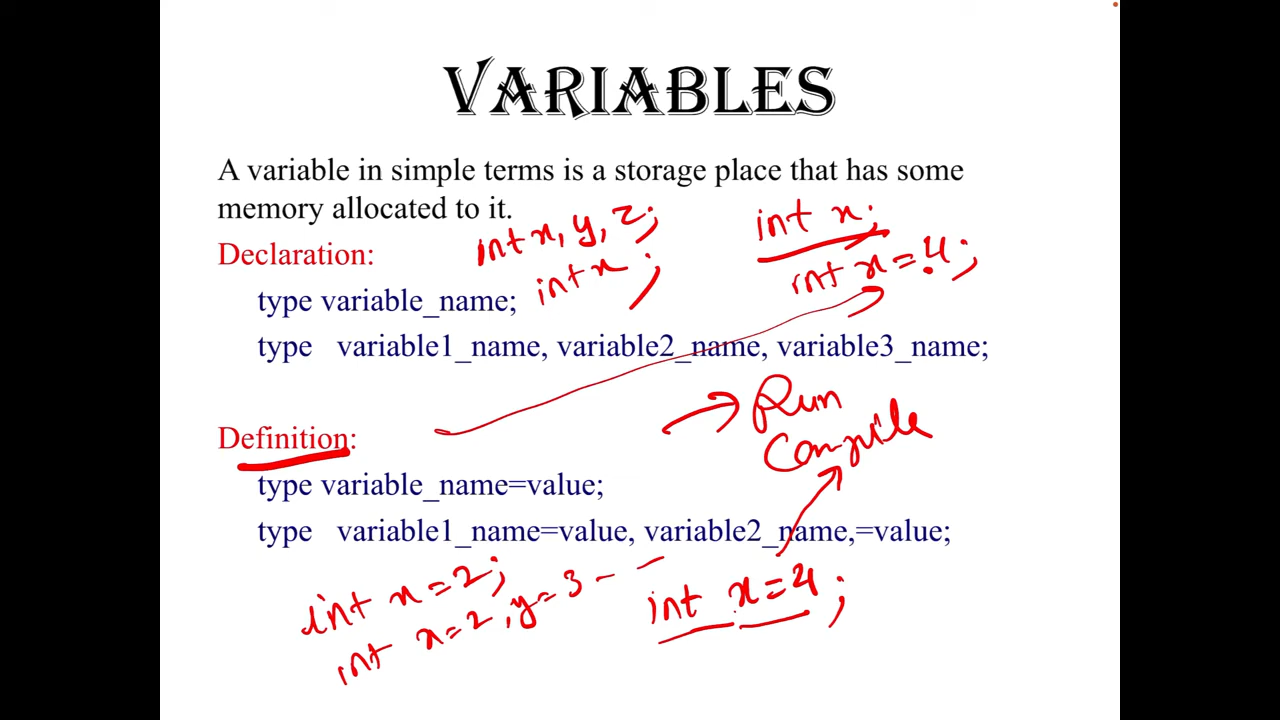 VARIABLES
A variable in simple terms is a storage place that has some
memory allocated to it.
int x, y, z;
int x;
Declaration:
int x;
int x=4;
type variable_name;
type variable1_name, variable2_name, variable3_name;
Run
Compile
Definition:
type variable_name=value;
type variable1_name=value, variable2_name,=value;
int x=2;
int x=2, y=3 - -
int x=4;